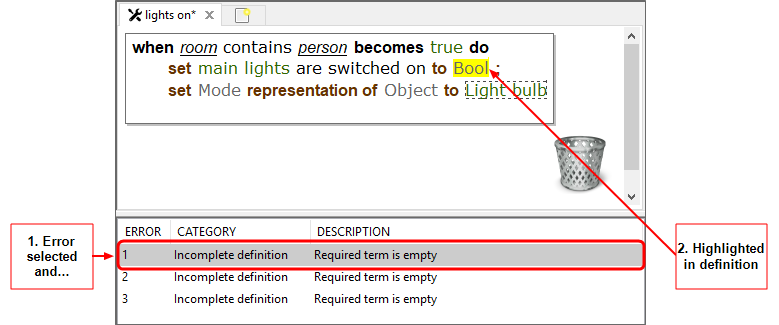 lights on*
when room contains person becomes true do
set main lights are switched on to Bool ;
set Mode representation of Object to Light bulb
ERROR CATEGORY DESCRIPTION
1 Incomplete definition Required term is empty
2 Incomplete definition Required term is empty
3 Incomplete definition Required term is empty
1. Error
selected
and...
2. Highlighted
in definition